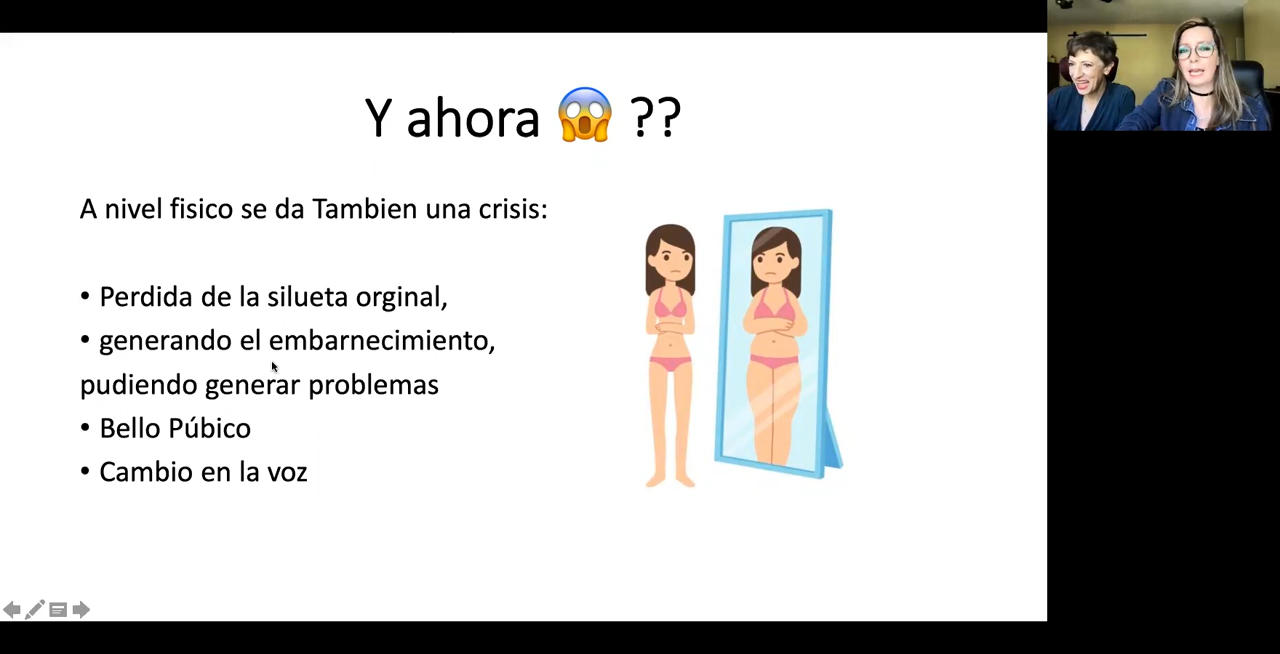 Y ahora 😱 ??
A nivel fisico se da Tambien una crisis:
• Perdida de la silueta orginal,
• generando el embarnecimiento,
pudiendo generar problemas
• Bello Púbico
• Cambio en la voz